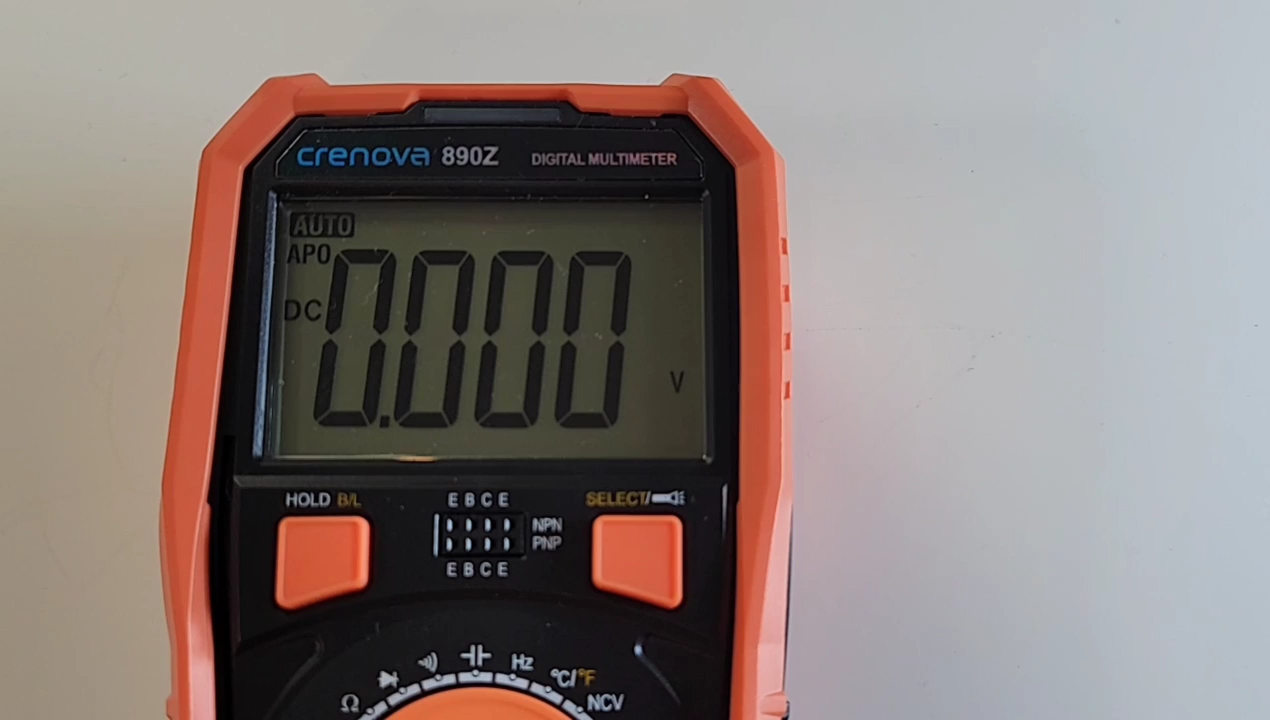 crenova 890Z DIGITAL MULTIMETER
AUTO
APO
DC 0.000 V
HOLD B/L
E B C E
SELECT/
NPN
PNP
E B C E
Ω
Hz
°C/°F
NCV